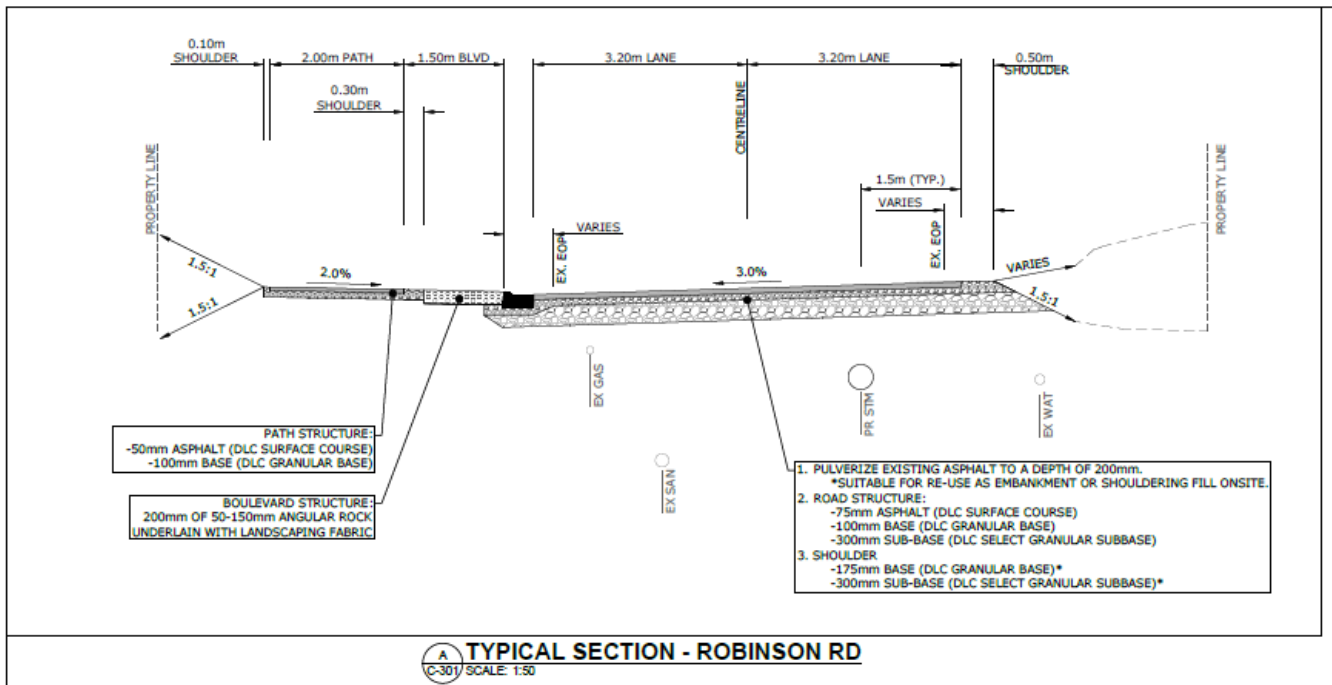 0.10m
SHOULDER
2.00m PATH
1.50m BLVD
3.20m LANE
3.20m LANE
0.50m
SHOULDER
0.30m
SHOULDER
CENTRELINE
PROPERTY LINE
PROPERTY LINE
1.5m (TYP.)
VARIES
VARIES
EX. EOP
EX. EOP
1.5:1
2.0%
3.0%
VARIES
1.5:1
1.5:1
EX GAS
PR STM
EX WAT
EX SAN
PATH STRUCTURE:
-50mm ASPHALT (DLC SURFACE COURSE)
-100mm BASE (DLC GRANULAR BASE)
BOULEVARD STRUCTURE:
200mm OF 50-150mm ANGULAR ROCK
UNDERLAIN WITH LANDSCAPING FABRIC
1. PULVERIZE EXISTING ASPHALT TO A DEPTH OF 200mm.
*SUITABLE FOR RE-USE AS EMBANKMENT OR SHOULDERING FILL ONSITE.
2. ROAD STRUCTURE:
-75mm ASPHALT (DLC SURFACE COURSE)
-100mm BASE (DLC GRANULAR BASE)
-300mm SUB-BASE (DLC SELECT GRANULAR SUBBASE)
3. SHOULDER
-175mm BASE (DLC GRANULAR BASE)*
-300mm SUB-BASE (DLC SELECT GRANULAR SUBBASE)*
A
C-301
TYPICAL SECTION - ROBINSON RD
SCALE: 1:50